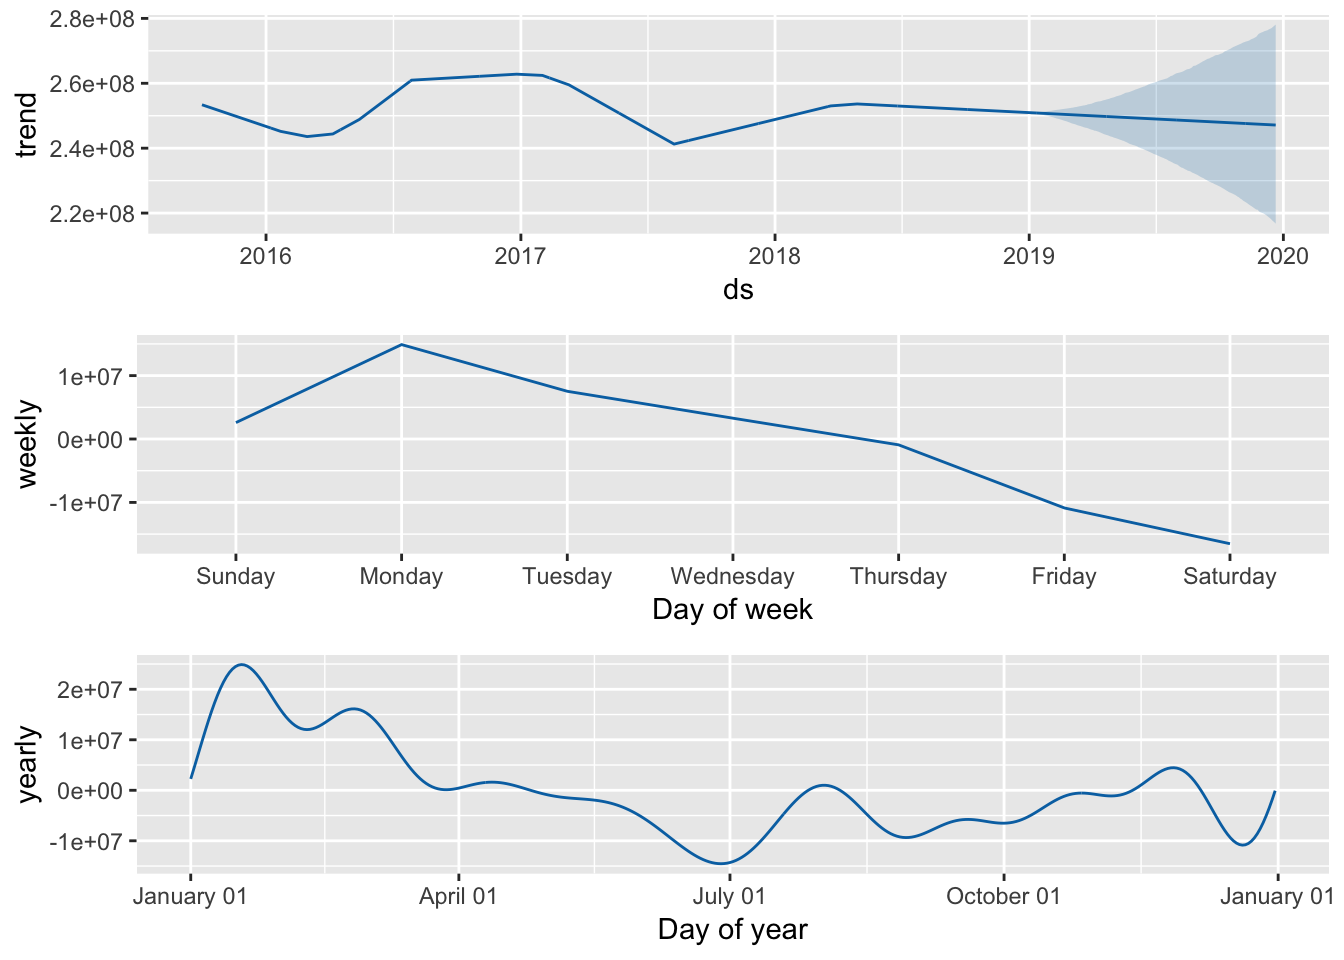 trend
2.8e+08
2.6e+08
2.4e+08
2.2e+08
2016 2017 2018 2019 2020
ds
weekly
1e+07
0e+00
-1e+07
Sunday Monday Tuesday Wednesday Thursday Friday Saturday
Day of week
yearly
2e+07
1e+07
0e+00
-1e+07
January 01 April 01 July 01 October 01 January 01
Day of year